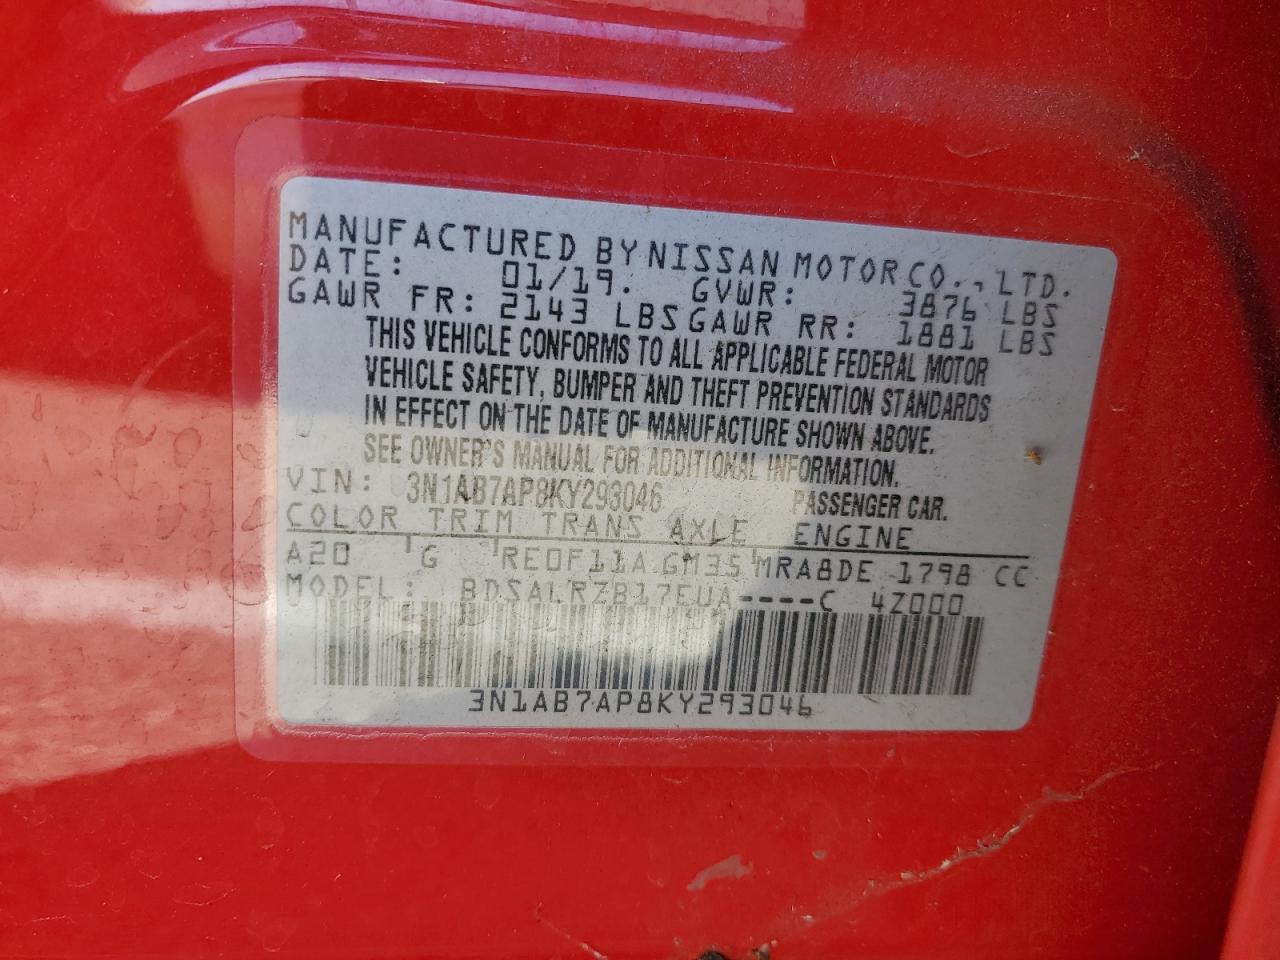 MANUFACTURED BY NISSAN MOTOR CO., LTD.
DATE: 01/19. GVWR: 3876 LBS
GAWR FR: 2143 LBS GAWR RR: 1881 LBS
THIS VEHICLE CONFORMS TO ALL APPLICABLE FEDERAL MOTOR
VEHICLE SAFETY, BUMPER AND THEFT PREVENTION STANDARDS
IN EFFECT ON THE DATE OF MANUFACTURE SHOWN ABOVE.
SEE OWNER'S MANUAL FOR ADDITIONAL INFORMATION.
VIN: 3N1AB7AP8KY293046 PASSENGER CAR.
COLOR TRIM TRANS AXLE ENGINE
A20 G RE0F11A GM35 MRA8DE 1798 CC
MODEL: BDSALRZB17EUA----C 4Z000
3N1AB7AP8KY293046